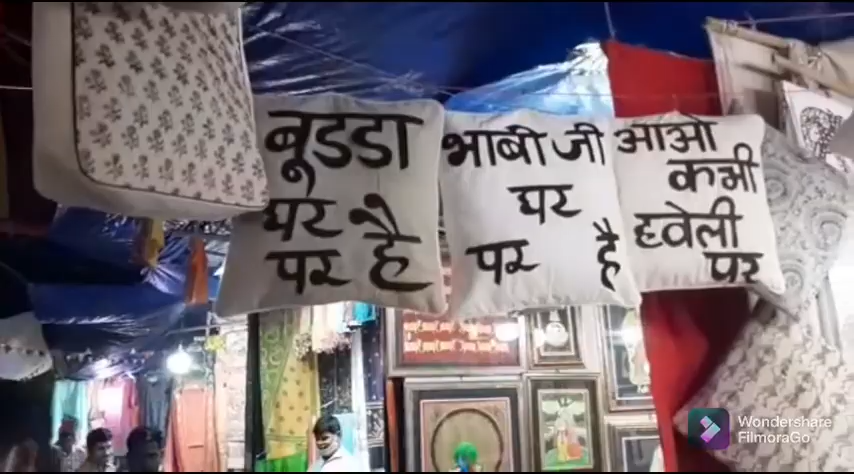 बूडडा
घर है
पर है
भाबी जी
घर
पर है
आओ
कभी
हवेली
पर
Wondershare
FilmoraGo